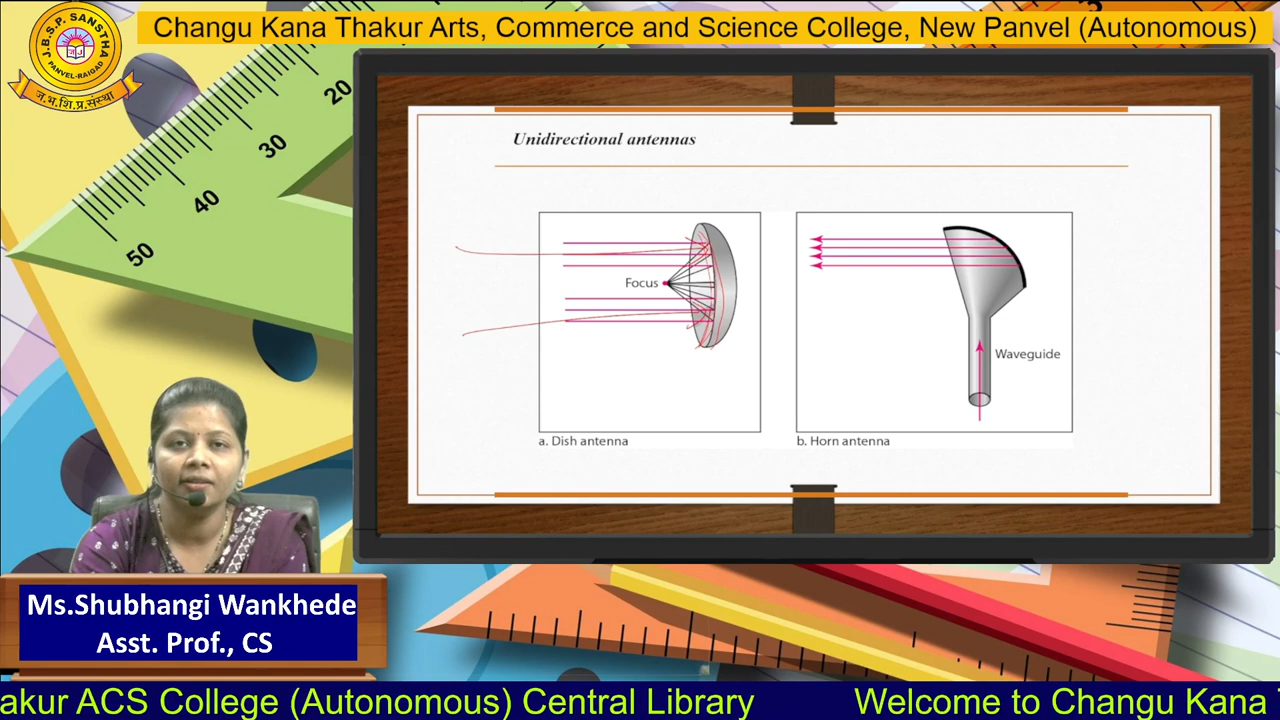 Changu Kana Thakur Arts, Commerce and Science College, New Panvel (Autonomous)
J.B.S.P. SANSTHA
PANVEL-RAIGAD
ज.भ.शि.प्र.संस्था
20
30
40
50
3
Unidirectional antennas
Focus
Waveguide
a. Dish antenna
b. Horn antenna
Ms.Shubhangi Wankhede
Asst. Prof., CS
akur ACS College (Autonomous) Central Library Welcome to Changu Kana